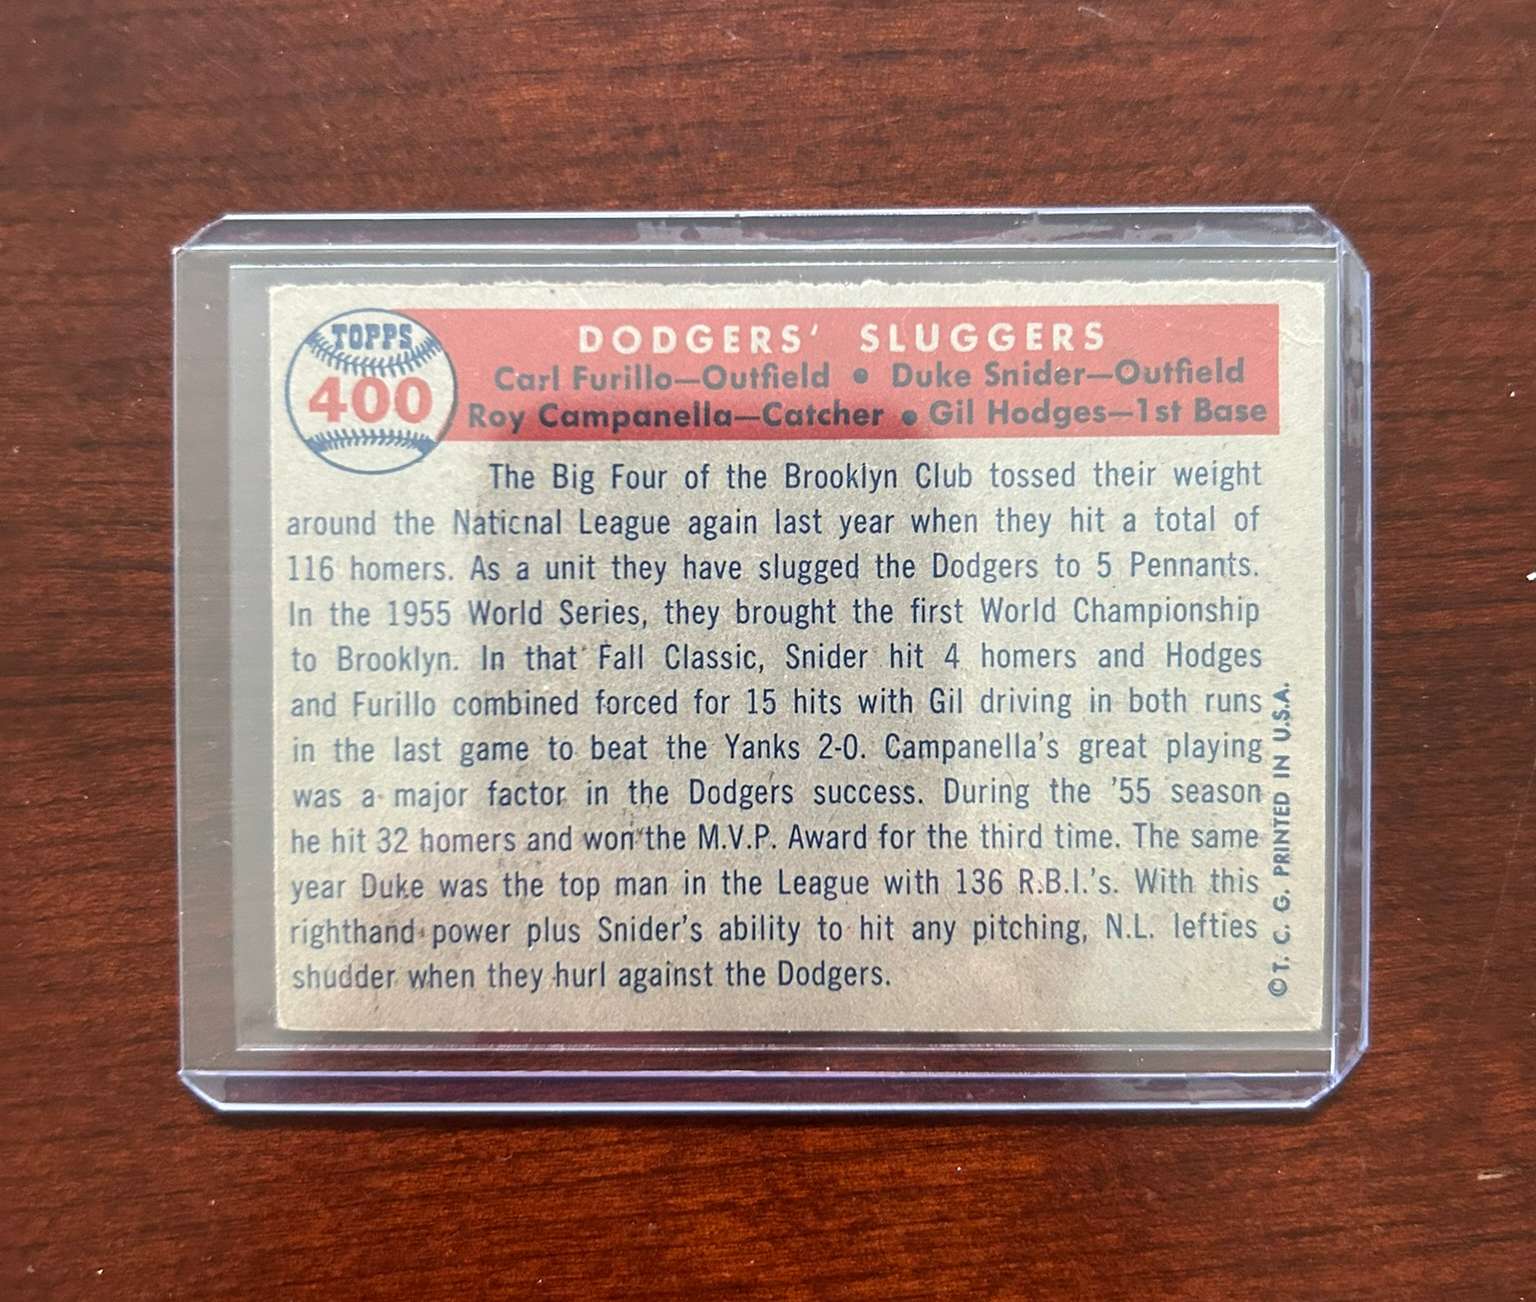 TOPPS
400
DODGERS' SLUGGERS
Carl Furillo—Outfield • Duke Snider—Outfield
Roy Campanella—Catcher • Gil Hodges—1st Base
The Big Four of the Brooklyn Club tossed their weight
around the National League again last year when they hit a total of
116 homers. As a unit they have slugged the Dodgers to 5 Pennants.
In the 1955 World Series, they brought the first World Championship
to Brooklyn. In that Fall Classic, Snider hit 4 homers and Hodges
and Furillo combined forced for 15 hits with Gil driving in both runs
in the last game to beat the Yanks 2-0. Campanella's great playing
was a major factor in the Dodgers success. During the '55 season
he hit 32 homers and won the M.V.P. Award for the third time. The same
year Duke was the top man in the League with 136 R.B.I.'s. With this
righthand power plus Snider's ability to hit any pitching, N.L. lefties
shudder when they hurl against the Dodgers.
© T. C. G. PRINTED IN U.S.A.